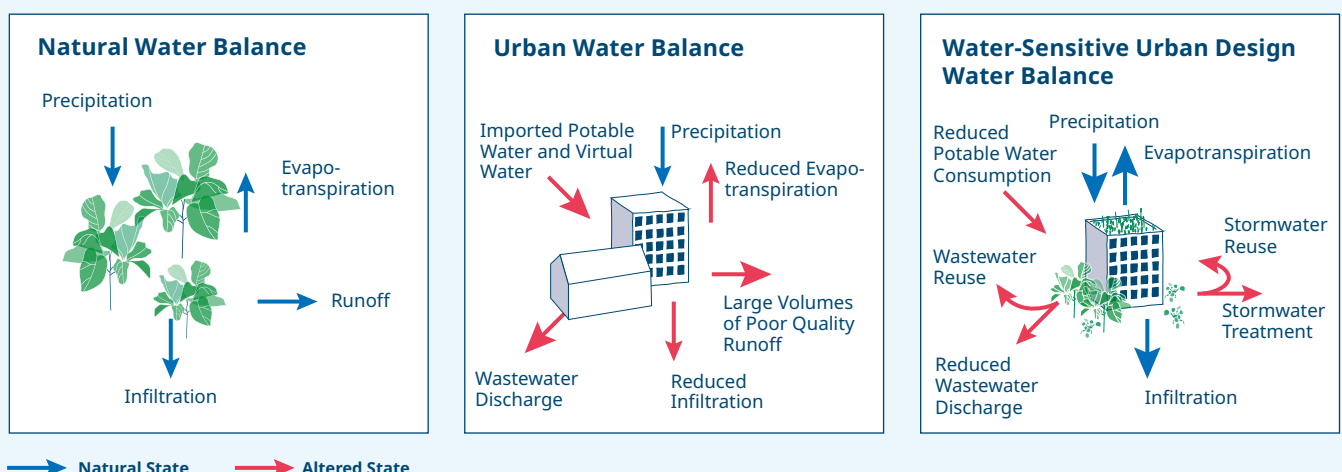 Natural Water Balance
Precipitation
Evapo-
transpiration
Runoff
Infiltration
Urban Water Balance
Imported Potable
Water and Virtual
Water
Precipitation
Reduced Evapo-
transpiration
Large Volumes
of Poor Quality
Runoff
Wastewater
Discharge
Reduced
Infiltration
Water-Sensitive Urban Design
Water Balance
Reduced
Potable Water
Consumption
Precipitation
Evapotranspiration
Stormwater
Reuse
Wastewater
Reuse
Stormwater
Treatment
Reduced
Wastewater
Discharge
Infiltration
Natural State
Altered State